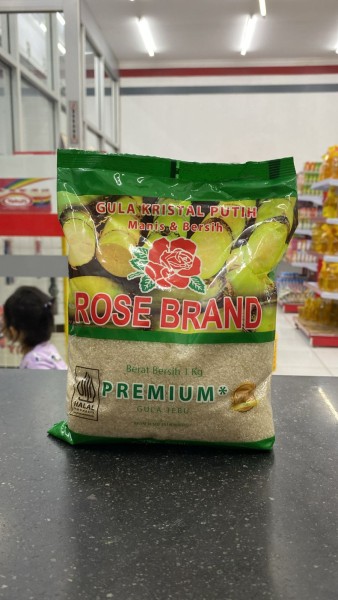 GULA KRISTAL PUTIH
Manis & Bersih
ROSE BRAND
Berat Bersih 1 Kg
PREMIUM*
GULA TEBU
HALAL